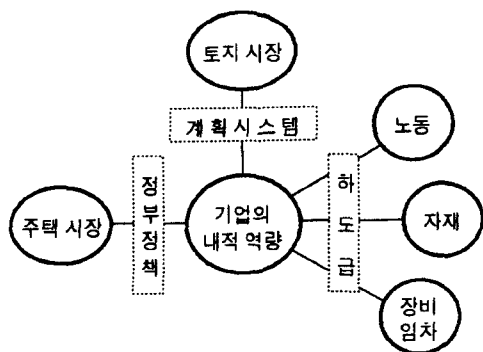 토지 시장
계획시스템
노동
정부정책
하도급
주택 시장
기업의
내적 역량
자재
장비
임차